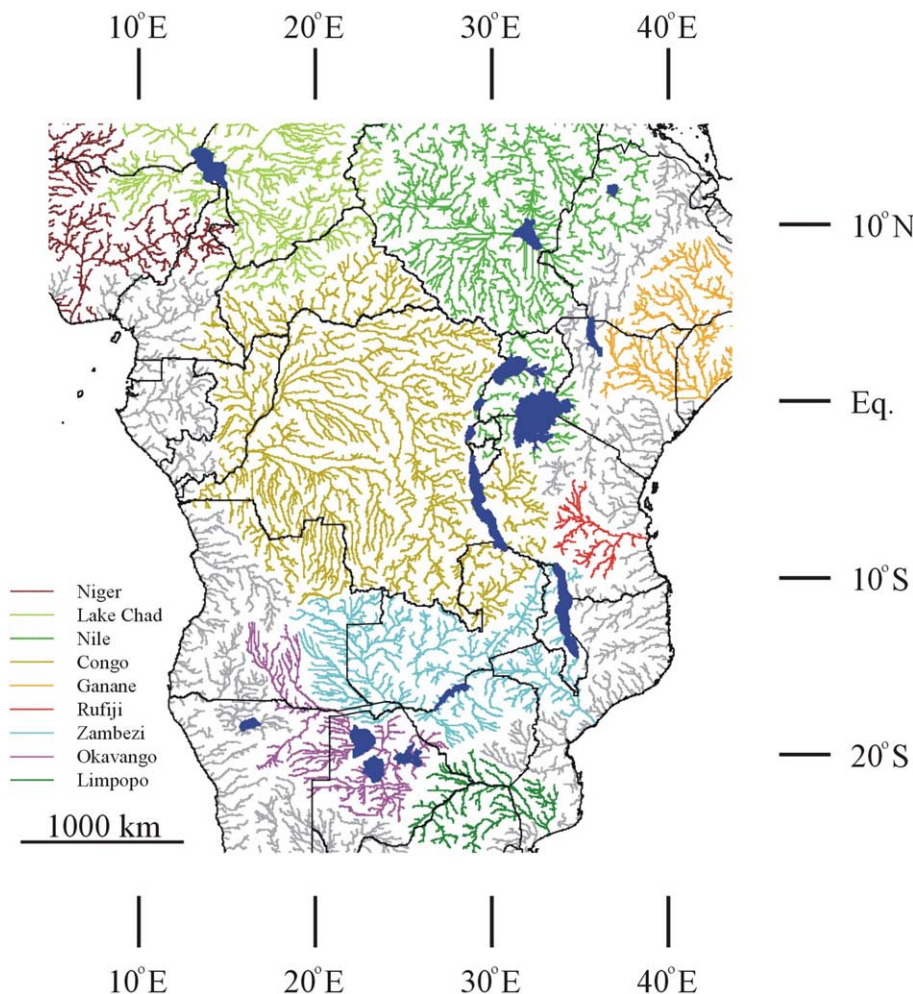 10°E 20°E 30°E 40°E
10°N
Eq.
10°S
20°S
Niger
Lake Chad
Nile
Congo
Ganane
Rufiji
Zambezi
Okavango
Limpopo
1000 km
10°E 20°E 30°E 40°E